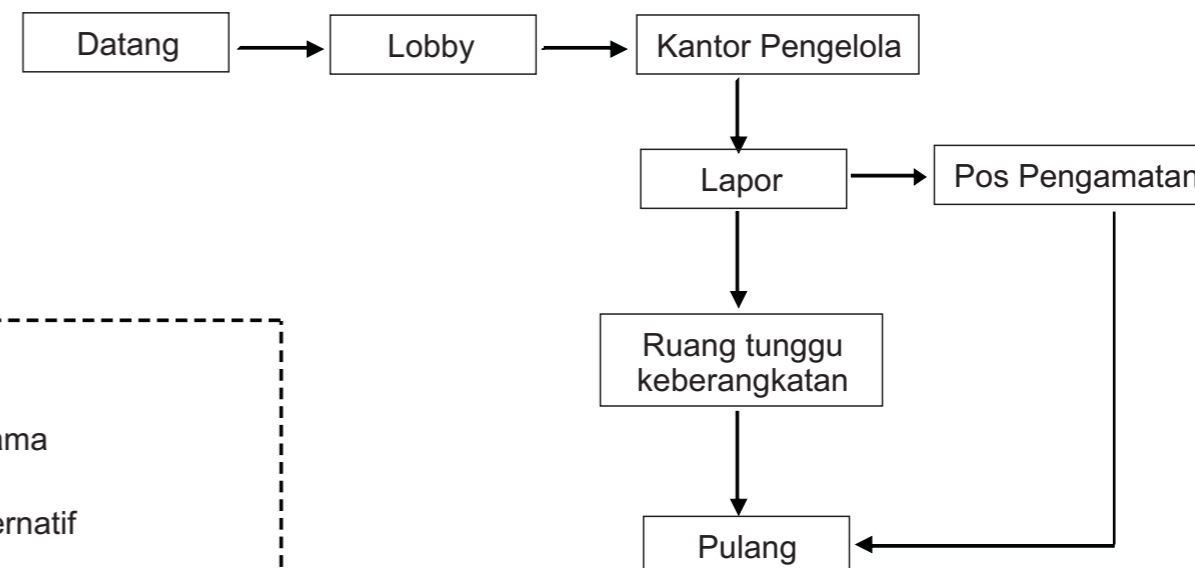 Datang
Lobby
Kantor Pengelola
Lapor
Pos Pengamatan
Ruang tunggu
keberangkatan
Pulang